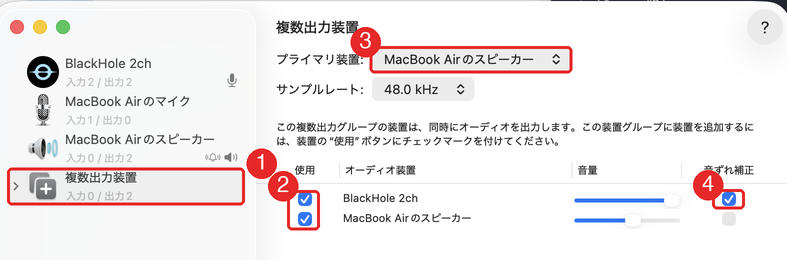 BlackHole 2ch
入力 2 / 出力 2
MacBook Airのマイク
入力 1 / 出力 0
MacBook Airのスピーカー
入力 0 / 出力 2
1
複数出力装置
入力 0 / 出力 2
複数出力装置
?
3
プライマリ装置: MacBook Airのスピーカー
サンプルレート: 48.0 kHz
この複数出力グループの装置は、同時にオーディオを出力します。この装置グループに装置を追加するに
は、装置の“使用”ボタンにチェックマークを付けてください。
使用 オーディオ装置 音量 音ずれ補正
2
4
BlackHole 2ch
MacBook Airのスピーカー